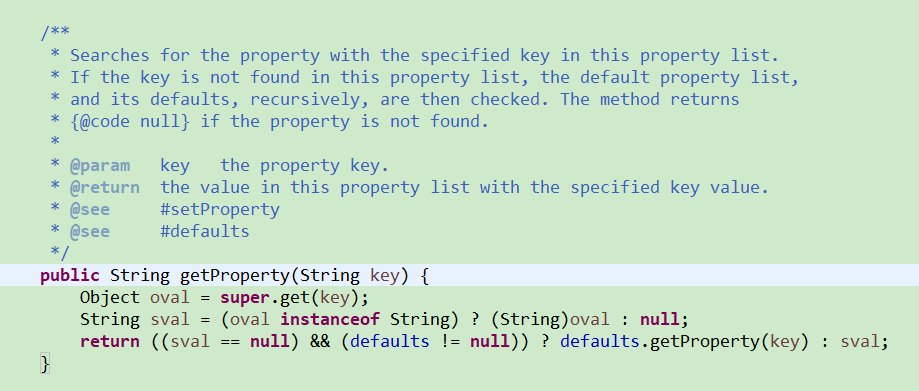 /**
 * Searches for the property with the specified key in this property list.
 * If the key is not found in this property list, the default property list,
 * and its defaults, recursively, are then checked. The method returns
 * {@code null} if the property is not found.
 *
 * @param   key   the property key.
 * @return  the value in this property list with the specified key value.
 * @see     #setProperty
 * @see     #defaults
 */
public String getProperty(String key) {
    Object oval = super.get(key);
    String sval = (oval instanceof String) ? (String)oval : null;
    return ((sval == null) && (defaults != null)) ? defaults.getProperty(key) : sval;
}